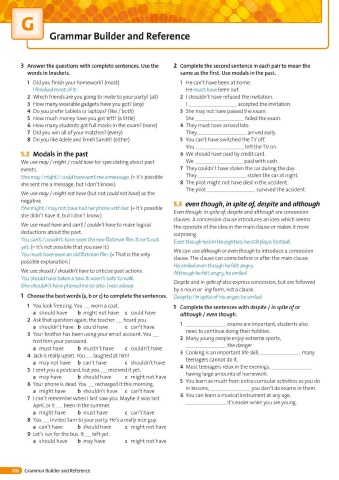 G
Grammar Builder and Reference
3 Answer the questions with complete sentences. Use the
words in brackets.
1 Did you finish your homework? (most)
I finished most of it.
2 Which friends are you going to invite to your party? (all)
3 How many wearable gadgets have you got? (any)
4 Do you prefer tablets or laptops? (like / both)
5 How much money have you got left? (a little)
6 How many students got full marks in the exam? (none)
7 Did you win all of your matches? (every)
8 Do you like Adele and Emeli Sandé? (either)
5.2 Modals in the past
We use may / might / could have for speculating about past
events.
She may / might / could have sent me a message. (= It's possible
she sent me a message, but I don't know.)
We use may / might not have (but not could not have) as the
negative.
She might / may not have had her phone with her. (= It's possible
she didn't have it, but I don't know.)
We use must have and can't / couldn't have to make logical
deductions about the past.
You can't / couldn't have seen the new Batman film. It isn't out
yet. (= It's not possible that you saw it.)
You must have seen an old Batman film. (= That is the only
possible explanation.)
We use should / shouldn't have to criticise past actions.
You should have taken a taxi. It wasn't safe to walk.
She shouldn't have phoned me so late. I was asleep.
1 Choose the best words (a, b or c) to complete the sentences.
1 You look freezing. You ___ worn a coat.
a should have b might not have c could have
2 Ask that question again, the teacher ___ heard you.
a shouldn't have b could have c can't have
3 Your brother has been using your email account. You ___
told him your password.
a must have b mustn't have c couldn't have
4 Jack is really upset. You ___ laughed at him!
a may not have b can't have c shouldn't have
5 I sent you a postcard, but you ___ received it yet.
a may have b should have c might not have
6 Your phone is dead. You ___ recharged it this morning.
a might have b shouldn't have c can't have
7 I can't remember when I last saw you. Maybe it was last
April, or it ___ been in the summer.
a might have b must have c can't have
8 You ___ invited Sam to your party. He's a really nice guy.
a can't have b should have c might not have
9 Let's run for the bus. It ___ left yet.
a should have b may have c might not have
2 Complete the second sentence in each pair to mean the
same as the first. Use modals in the past.
1 He can't have been at home.
He must have been out.
2 I shouldn't have refused the invitation.
I ___ accepted the invitation.
3 She may not have passed the exam.
She ___ failed the exam.
4 They must have arrived late.
They ___ arrived early.
5 You can't have switched the TV off.
You ___ left the TV on.
6 We should have paid by credit card.
We ___ paid with cash.
7 They couldn't have stolen the car during the day.
They ___ stolen the car at night.
8 The pilot might not have died in the accident.
The pilot ___ survived the accident.
5.5 even though, in spite of, despite and although
Even though, in spite of, despite and although are concession
clauses. A concession clause introduces an idea which seems
the opposite of the idea in the main clause or makes it more
surprising.
Even though he's in his eighties, he still plays football.
We can use although or even though to introduce a concession
clause. The clause can come before or after the main clause.
He smiled even though he felt angry.
Although he felt angry, he smiled.
Despite and in spite of also express concession, but are followed
by a noun or -ing form, not a clause.
Despite / In spite of his anger, he smiled.
1 Complete the sentences with despite / in spite of or
although / even though.
1 ___ exams are important, students also
need to continue doing their hobbies.
2 Many young people enjoy extreme sports,
___ the danger.
3 Cooking is an important life skill, ___ many
teenagers cannot do it.
4 Most teenagers relax in the evenings, ___
having large amounts of homework.
5 You learn as much from extra-curricular activities as you do
in lessons, ___ you don't do exams in them.
6 You can learn a musical instrument at any age,
___ it's easier when you are young.
Grammar Builder and Reference